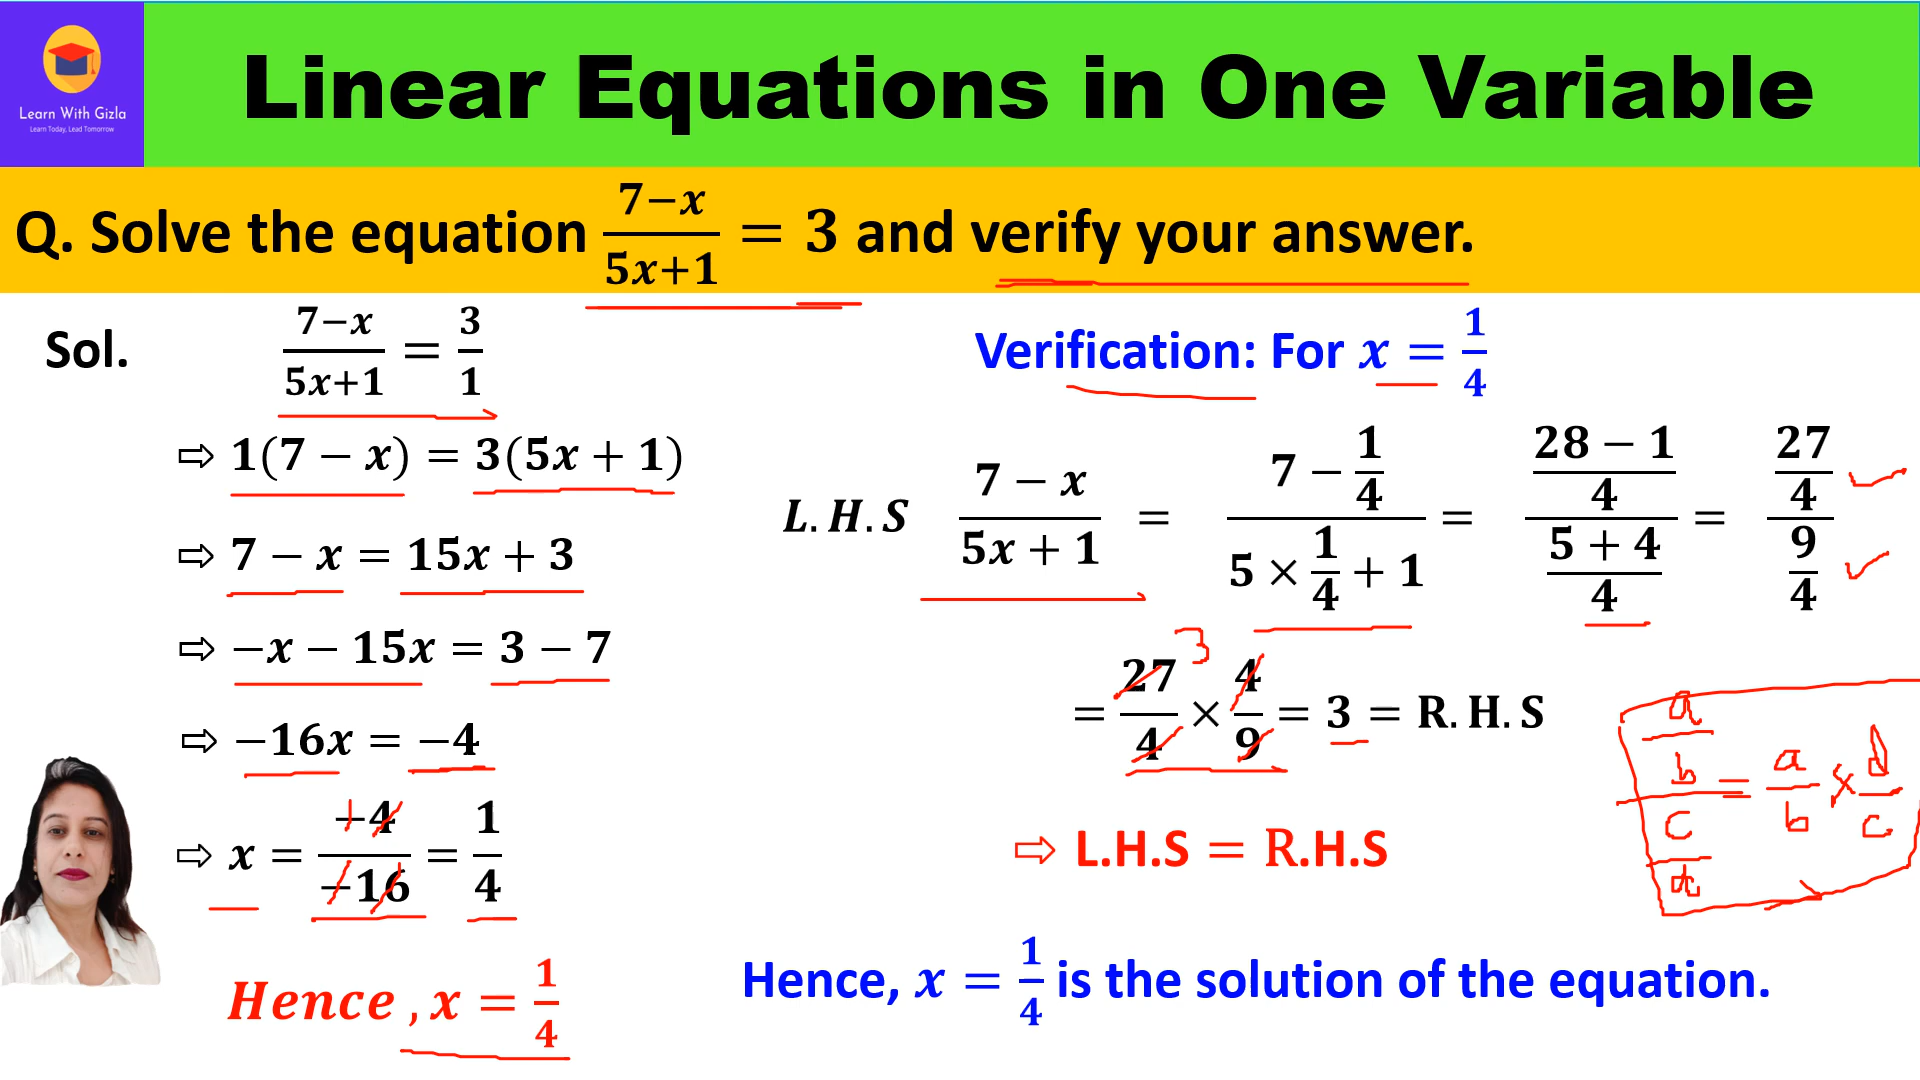 Learn With Gizla
Learn Today, Lead Tomorrow
Linear Equations in One Variable
Q. Solve the equation (7−x)/(5x+1) = 3 and verify your answer.
Sol. (7−x)/(5x+1) = 3/1
⇨ 1(7 − x) = 3(5x + 1)
⇨ 7 − x = 15x + 3
⇨ −x − 15x = 3 − 7
⇨ −16x = −4
⇨ x = −4/−16 = 1/4
Hence , x = 1/4
Verification: For x = 1/4
L.H.S (7 − x)/(5x + 1) = (7 − 1/4)/(5 × 1/4 + 1) = ((28 − 1)/4)/((5 + 4)/4) = (27/4)/(9/4)
3
= 27/4 × 4/9 = 3 = R.H.S
⇨ L.H.S = R.H.S
(a/b)/(c/d) = a/b × d/c
Hence, x = 1/4 is the solution of the equation.